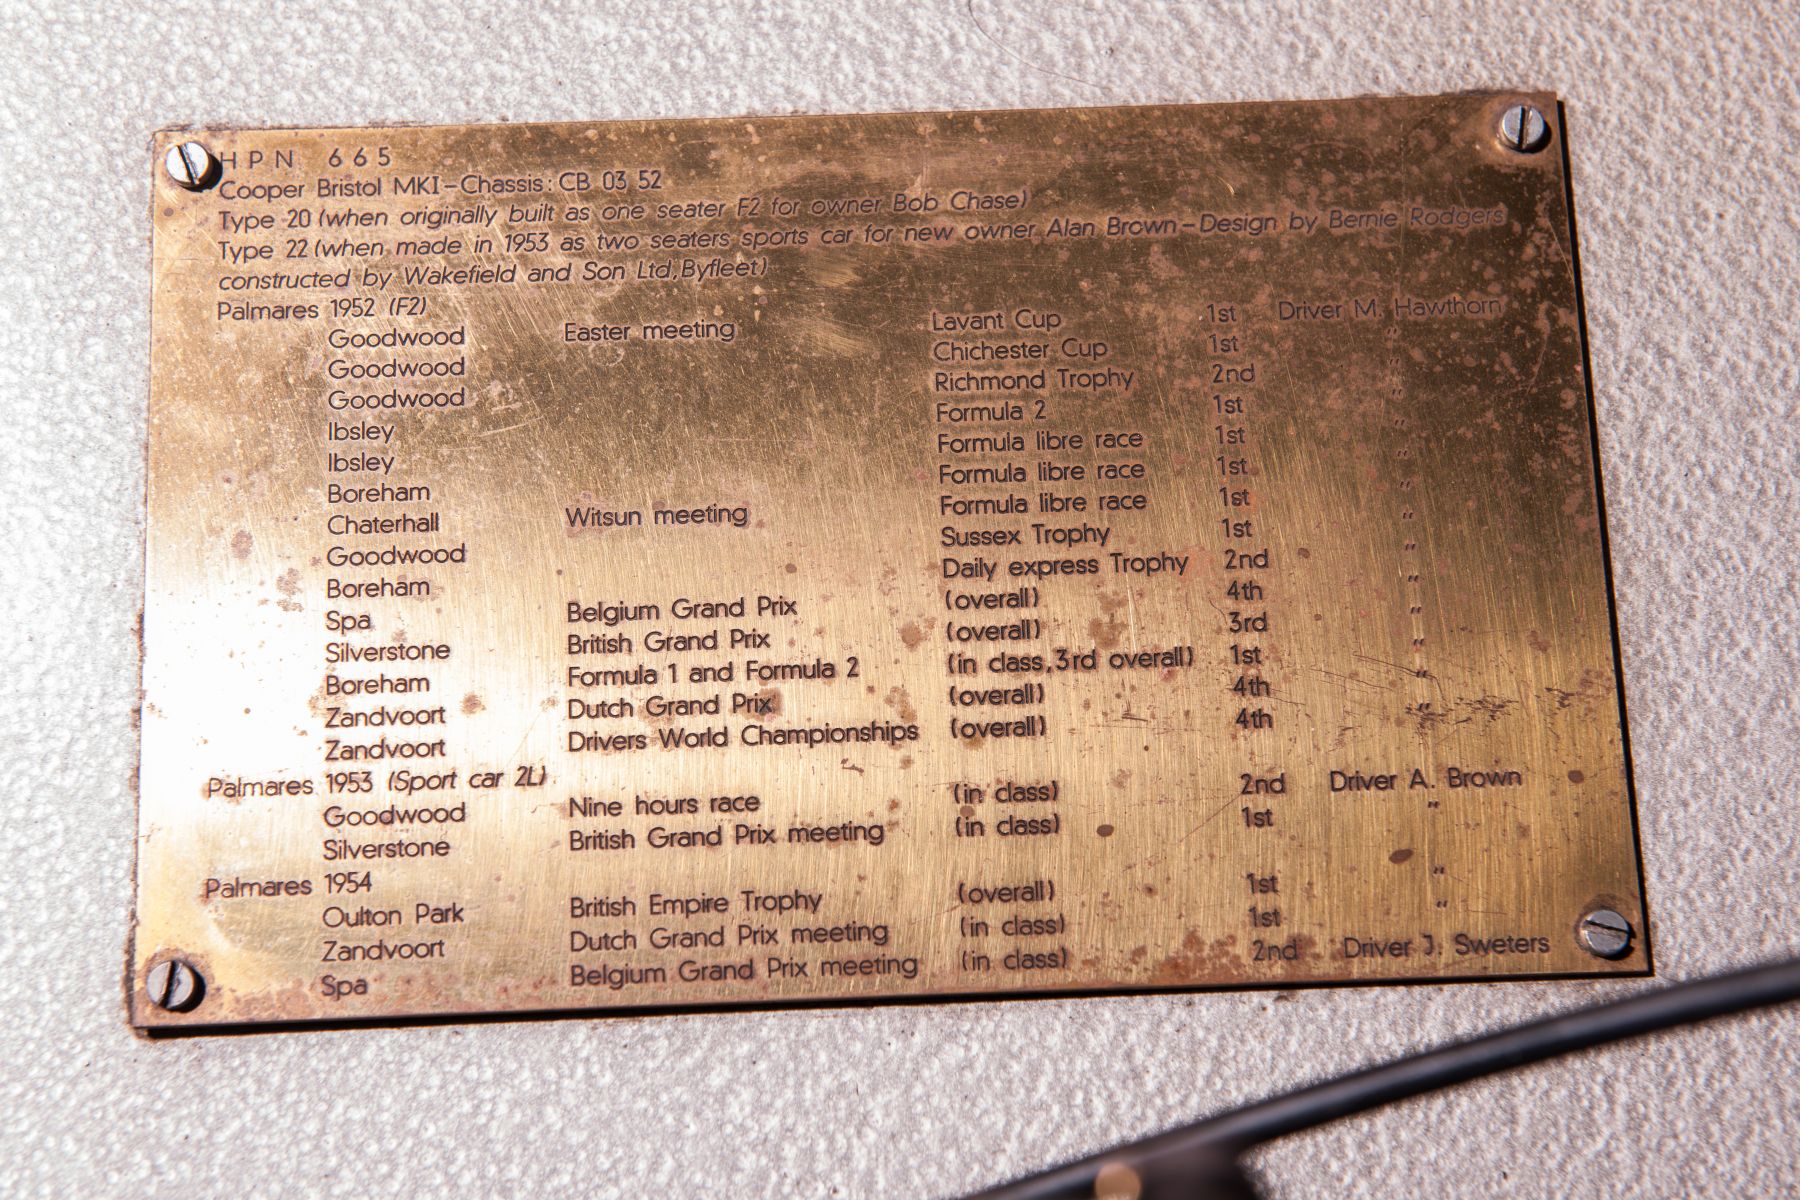 HPN 665
Cooper Bristol MKI-Chassis: CB 03 52
Type 20 (when originally built as one seater F2 for owner Bob Chase)
Type 22 (when made in 1953 as two seaters sports car for new owner Alan Brown-Design by Bernie Rodgers
constructed by Wakefield and Son Ltd, Byfleet)
Palmares 1952 (F2)
Goodwood Easter meeting Lavant Cup 1st Driver M. Hawthorn
Goodwood Chichester Cup 1st "
Goodwood Richmond Trophy 2nd "
Ibsley Formula 2 1st "
Ibsley Formula libre race 1st "
Boreham Formula libre race 1st "
Chaterhall Witsun meeting Formula libre race 1st "
Goodwood Sussex Trophy 1st "
Boreham Daily express Trophy 2nd "
Spa Belgium Grand Prix (overall) 4th "
Silverstone British Grand Prix (overall) 3rd "
Boreham Formula 1 and Formula 2 (in class, 3rd overall) 1st "
Zandvoort Dutch Grand Prix (overall) 4th "
Zandvoort Drivers World Championships (overall) 4th "
Palmares 1953 (Sport car 2L)
Goodwood Nine hours race (in class) 2nd Driver A. Brown
Silverstone British Grand Prix meeting (in class) 1st "
Palmares 1954
Oulton Park British Empire Trophy (overall) 1st "
Zandvoort Dutch Grand Prix meeting (in class) 1st "
Spa Belgium Grand Prix meeting (in class) 2nd Driver J. Sweters